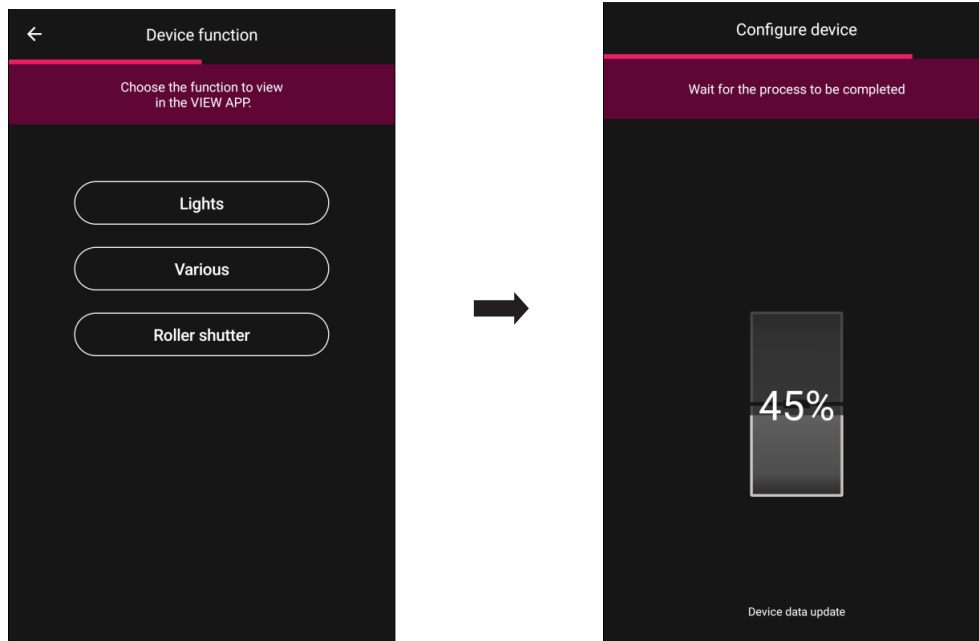 Device function
Choose the function to view
in the VIEW APP.
Lights
Various
Roller shutter
Configure device
Wait for the process to be completed
45%
Device data update